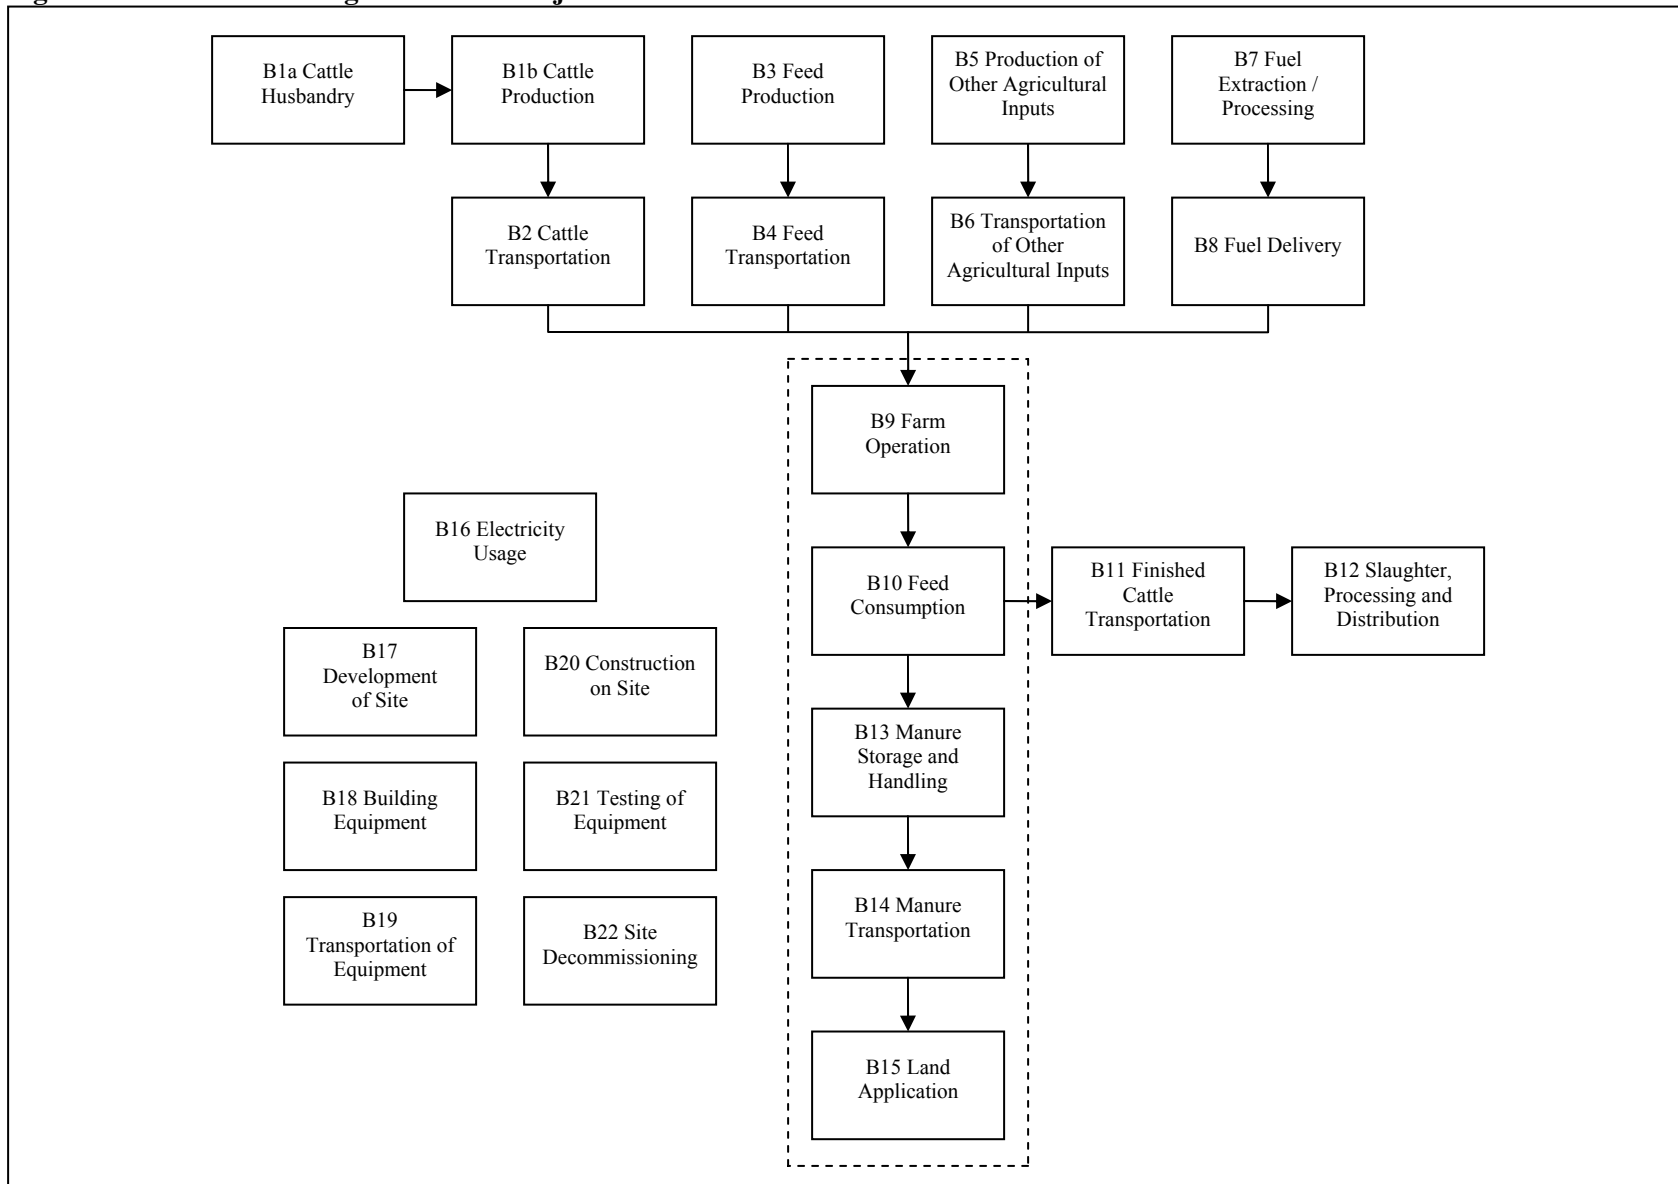 B1a Cattle
Husbandry
B1b Cattle
Production
B3 Feed
Production
B5 Production of
Other Agricultural
Inputs
B7 Fuel
Extraction /
Processing
B2 Cattle
Transportation
B4 Feed
Transportation
B6 Transportation
of Other
Agricultural Inputs
B8 Fuel Delivery
B9 Farm
Operation
B16 Electricity
Usage
B10 Feed
Consumption
B11 Finished
Cattle
Transportation
B12 Slaughter,
Processing and
Distribution
B17
Development
of Site
B20 Construction
on Site
B13 Manure
Storage and
Handling
B18 Building
Equipment
B21 Testing of
Equipment
B14 Manure
Transportation
B19
Transportation of
Equipment
B22 Site
Decommissioning
B15 Land
Application